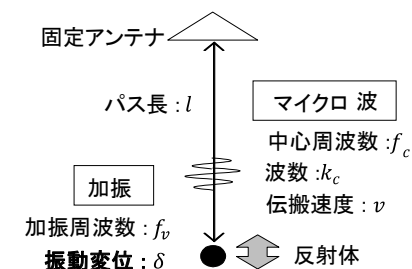 固定アンテナ
パス長 : l
マイクロ 波
中心周波数 : f_c
波数 : k_c
伝搬速度 : v
加振
加振周波数 : f_v
振動変位 : δ
反射体